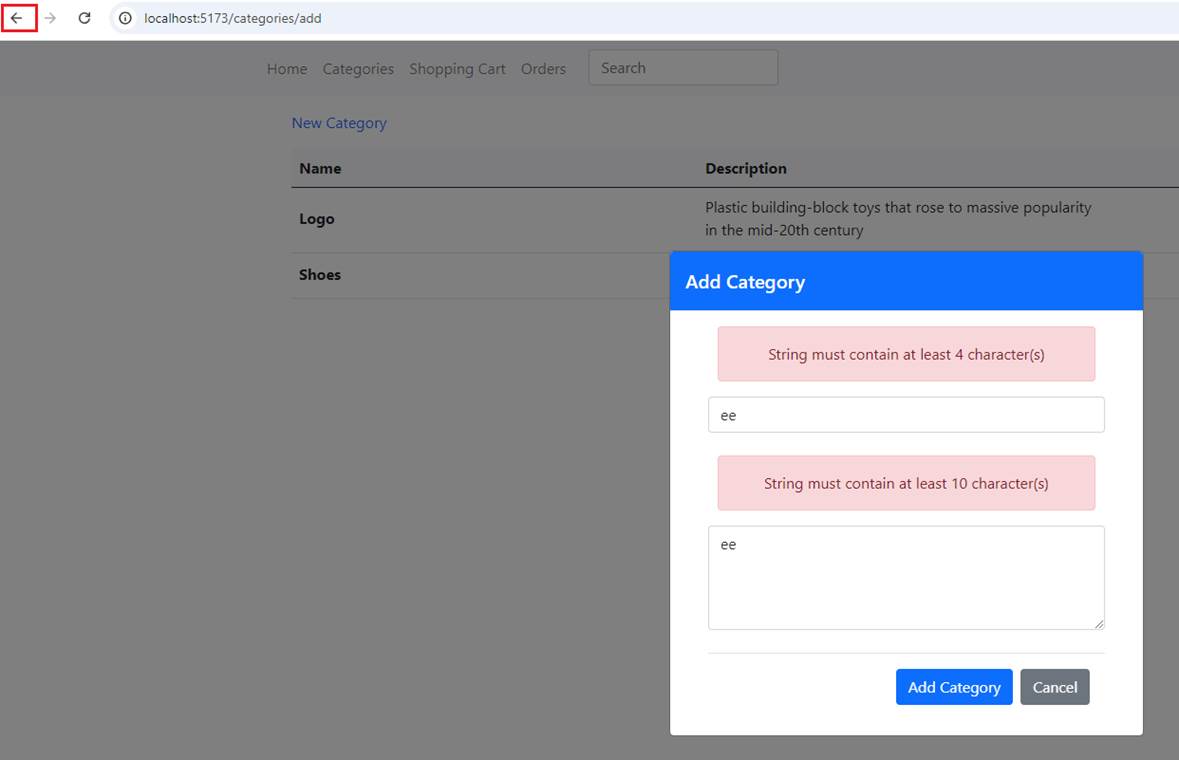 localhost:5173/categories/add
Home Categories Shopping Cart Orders Search
New Category
Name Description
Logo Plastic building-block toys that rose to massive popularity
in the mid-20th century
Shoes
Add Category
String must contain at least 4 character(s)
ee
String must contain at least 10 character(s)
ee
Add Category Cancel